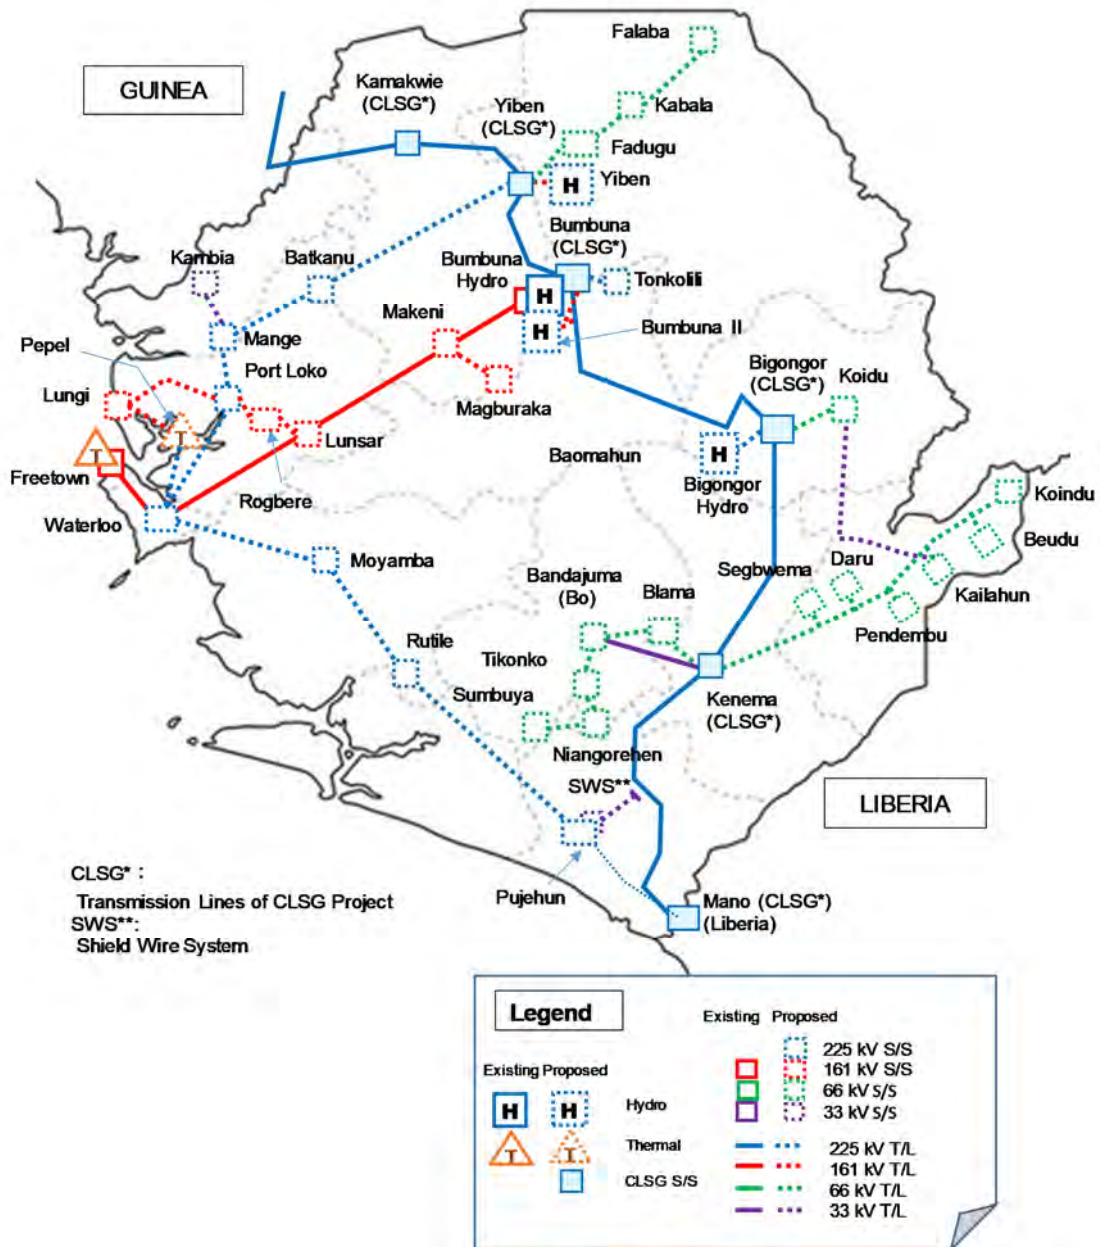 Falaba
Kamakwie
(CLSG*)
GUINEA
Yiben
(CLSG*)
Kabala
Fadugu
H
Yiben
Bumbuna
(CLSG*)
Kambia
Batkanu
Bumbuna
Hydro
Tonkolili
H
Makeni
H
Bumbuna II
Pepel
Mange
Port Loko
Bigongor
(CLSG*)
Koidu
Lungi
Magburaka
T
Lunsar
T
Freetown
Baomahun
H
Rogbere
Bigongor
Hydro
Koindu
Waterloo
Beudu
Moyamba
Segbwema
Daru
Bandajuma
(Bo)
Blama
Kailahun
Pendembu
Rutile
Tikonko
Sumbuya
Kenema
(CLSG*)
Niangorehen
SWS**
LIBERIA
CLSG* :
Transmission Lines of CLSG Project
SWS**:
Shield Wire System
Pujehun
Mano (CLSG*)
(Liberia)
Legend
Existing Proposed
225 kV S/S
161 kV S/S
66 kV S/S
33 kV S/S
Existing Proposed
H H Hydro
T T Thermal
CLSG S/S
225 kV T/L
161 kV T/L
66 kV T/L
33 kV T/L